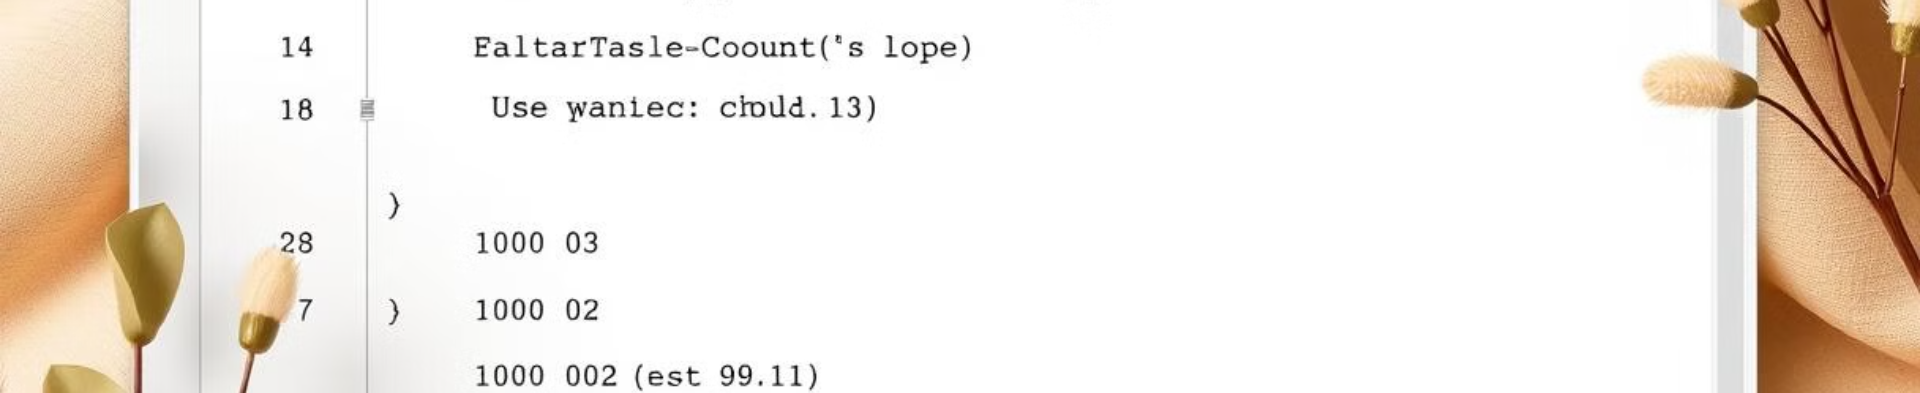 14 EaltarTasle-Coount('s lope)
18 Use waniec: chould.13)
}
28 1000 03
7 } 1000 02
1000 002 (est 99.11)